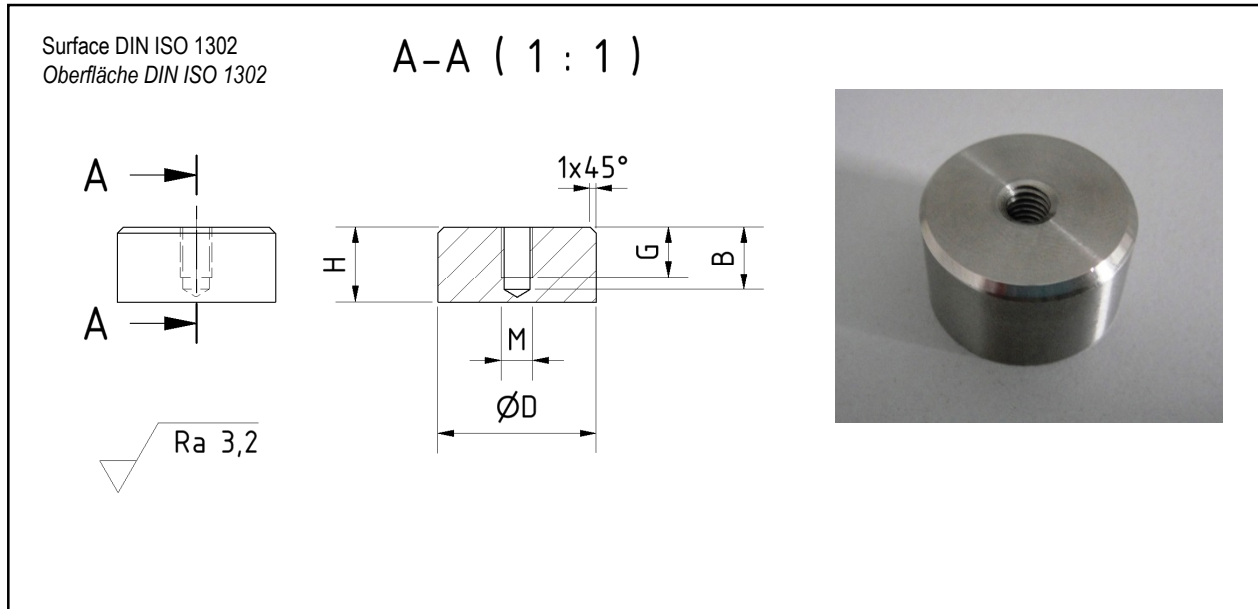 Surface DIN ISO 1302
Oberfläche DIN ISO 1302
A-A ( 1 : 1 )
A
1x45°
H
G
B
A
M
ØD
Ra 3,2